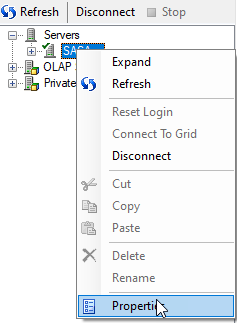 Refresh Disconnect Stop
Servers
OLAP
Private
Expand
Refresh
Reset Login
Connect To Grid
Disconnect
Cut
Copy
Paste
Delete
Rename